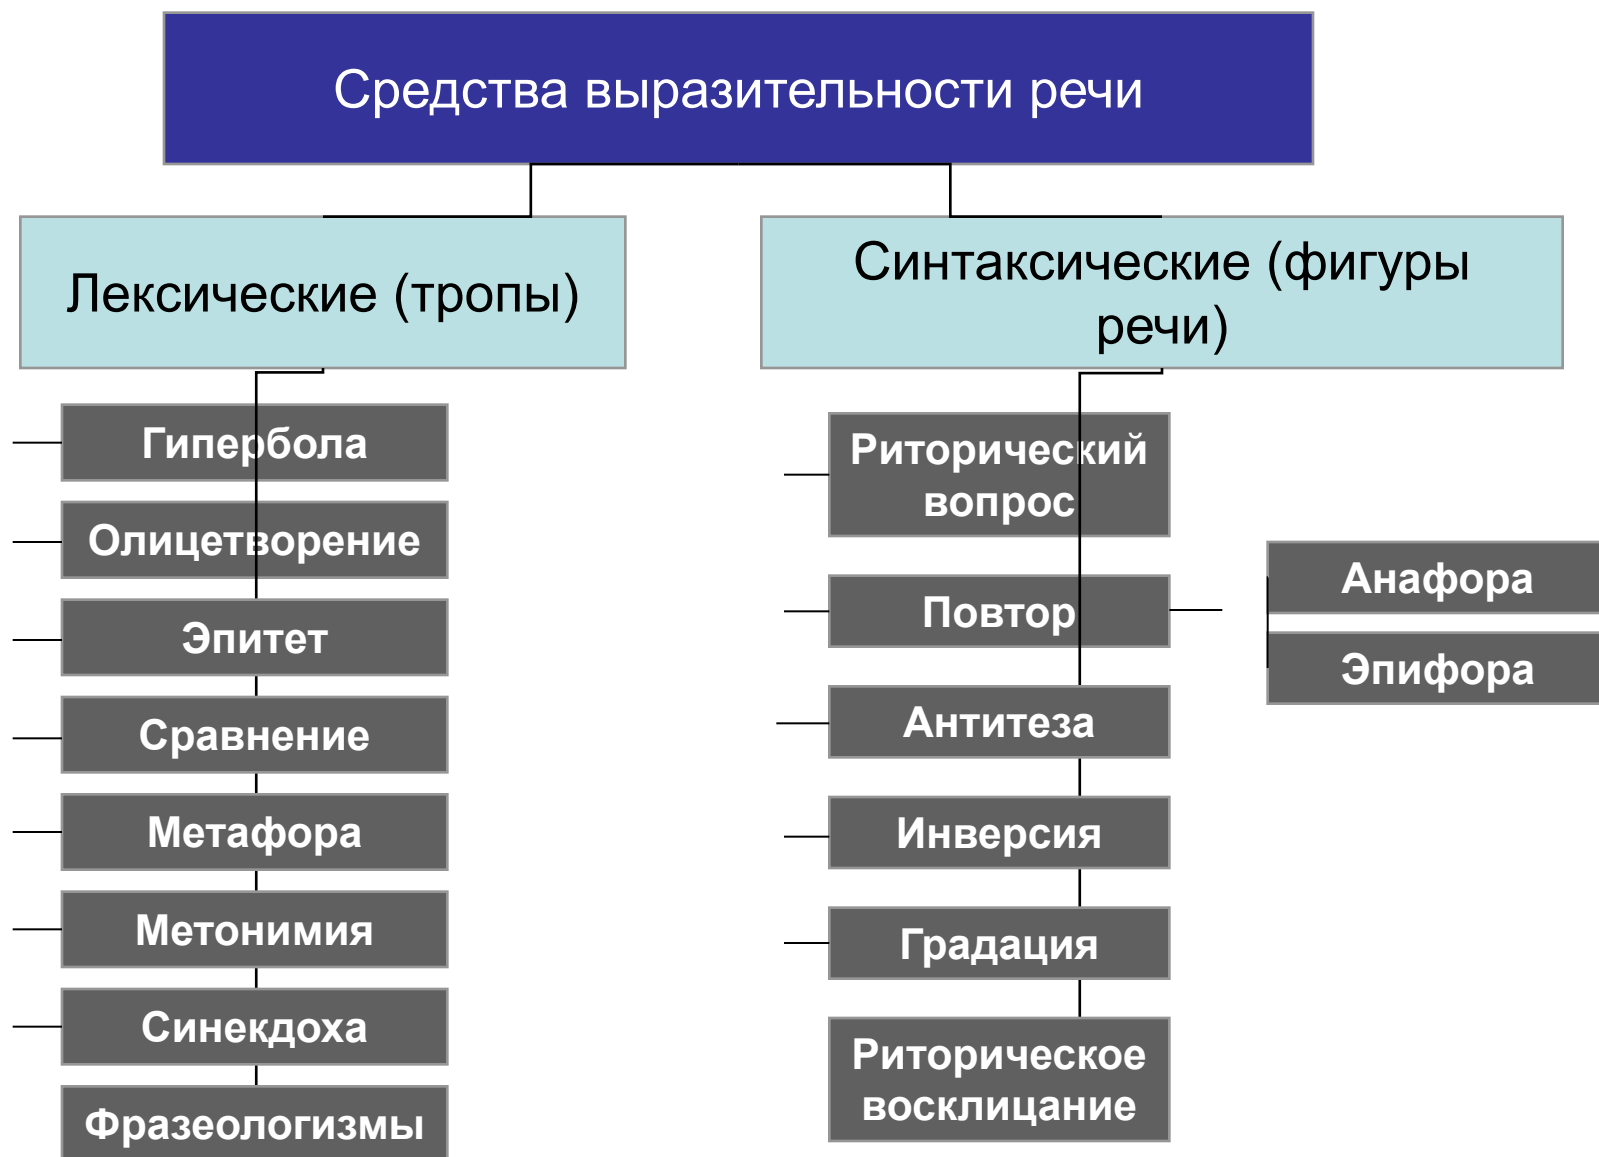 Средства выразительности речи
Лексические (тропы)
Синтаксические (фигуры
речи)
Гипербола
Олицетворение
Эпитет
Сравнение
Метафора
Метонимия
Синекдоха
Фразеологизмы
Риторический
вопрос
Повтор
Антитеза
Инверсия
Градация
Риторическое
восклицание
Анафора
Эпифора